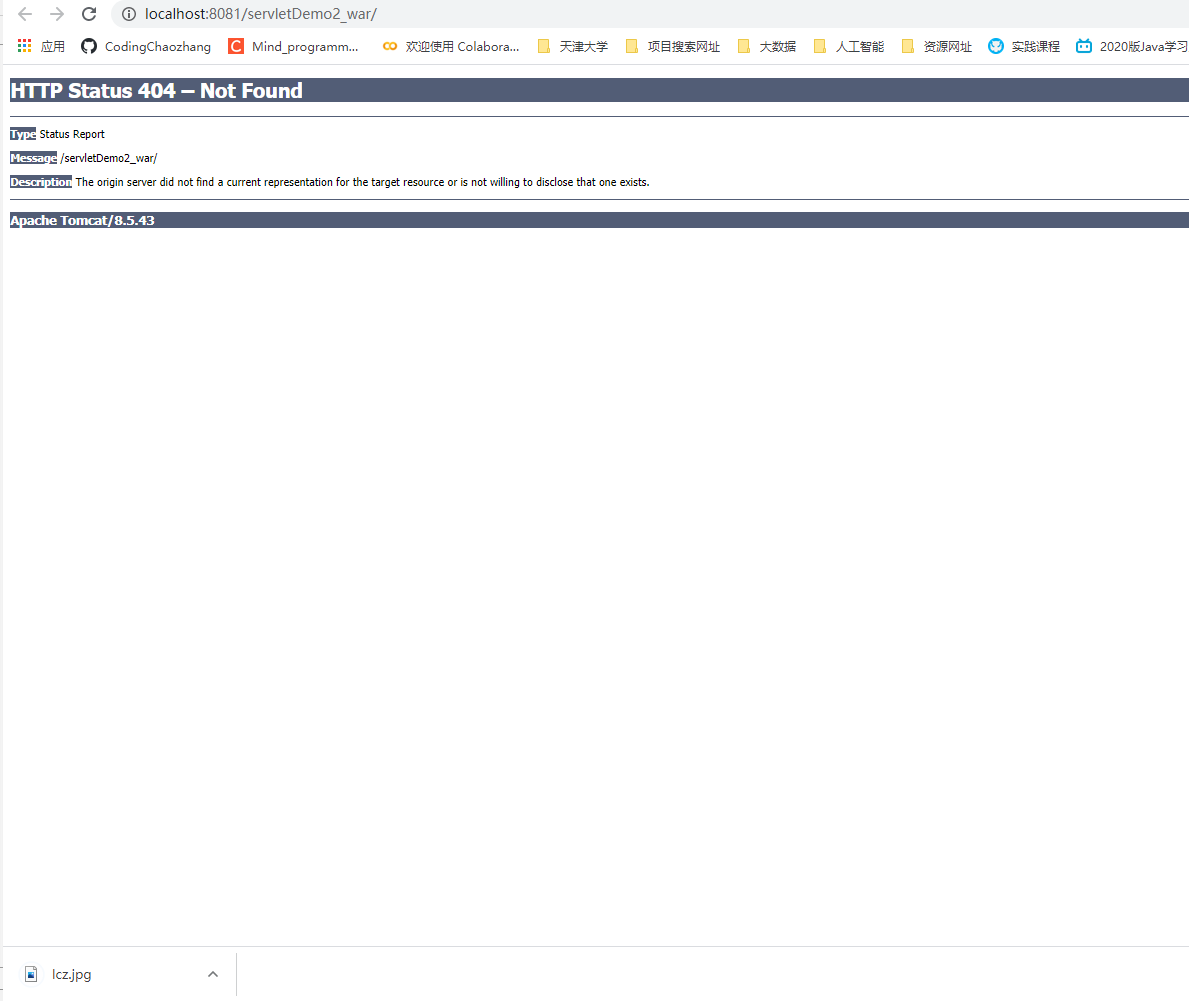 localhost:8081/servletDemo2_war/
应用 CodingChaozhang Mind_programm... 欢迎使用 Colabora... 天津大学 项目搜索网址 大数据 人工智能 资源网址 实践课程 2020版Java学习
HTTP Status 404 – Not Found
Type Status Report
Message /servletDemo2_war/
Description The origin server did not find a current representation for the target resource or is not willing to disclose that one exists.
Apache Tomcat/8.5.43
lcz.jpg